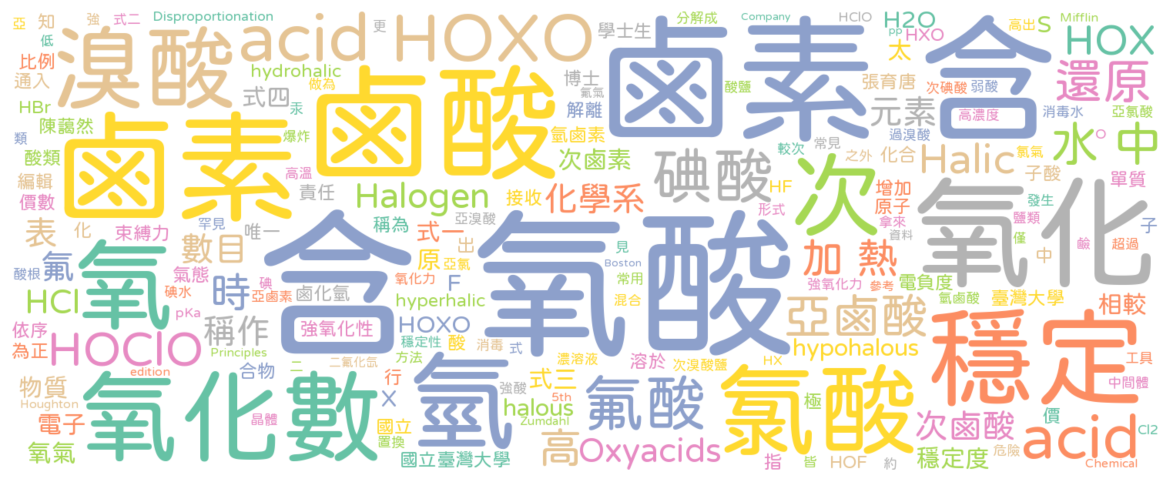 亞 知 強 式二 Disproportionation 更 學士生 分解成 Company PP HClO H2O 高出 S Mifflin
低 溴酸 acid HOXO 鹵素 含 HXO 太 HOX
比例 hydrohalic 博士 氟氣 酸鹽 次碘酸 弱酸 張育唐 還原
通入 式四 做為 鹵酸 解離 元素 高濃度 消毒水 亞氯酸
HBr 汞 氫鹵素 過溴酸 水中
陳藹然 爆炸 較次 常見 。
類 鹵素 次鹵素 碘酸 次 之外 化合 Halic 氯氣
酸類 高溫 子酸 單質
編輯 責任 Halogen 接收 化學系 HF 增加 發生
價數 罕見 唯一 稱為 亞溴酸 形式 原子 氧化 鹽類 子
表 化 束縛力 數目 含 式一 出 氧酸 見 拿來 僅 鹼
氟 氧 氣態 時 原 亞氯 Boston 加熱 資料 中 超過
酸根 碘 氧化力 常用 強氧化力 參考
HCl 碘水 亞鹵素 鹵化氫 F 混合 電負度 氫鹵酸 臺灣大學
pKa hyperhalic 亞鹵酸 相較
依序 HOClO 稱作 強氧化性 HOXO 穩定性 消毒 酸 式 穩定
為正 Principles 二氟化氙 方法 濃溶液 溶於 次溴酸鹽 HX hypohalous 工具
edition 二 合物 氫 行 強酸 式三 氟酸 氯酸 中間體
物質 氧化數 X 5th 指 極 次鹵酸 價 acid
Houghton 電子 晶體 國立 halous Zumdahl 高 Oxyacids 皆 HOF 約 穩定度 危險 Cl2
氧氣 置換 國立臺灣大學 Chemical